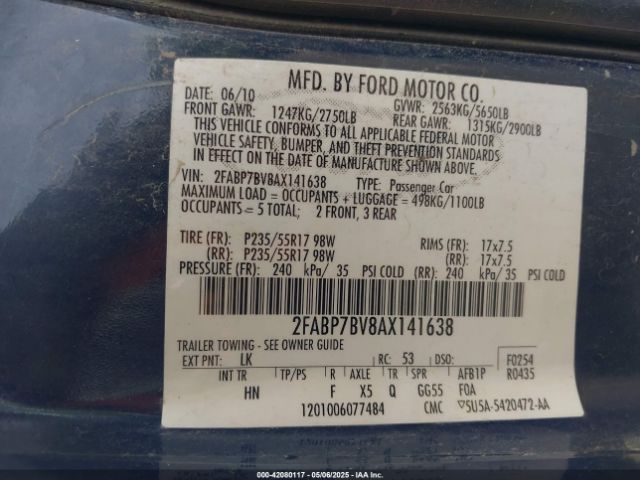 MFD. BY FORD MOTOR CO.
DATE: 06/10 GVWR: 2563KG/5650LB
FRONT GAWR: 1247KG/2750LB REAR GAWR: 1315KG/2900LB
THIS VEHICLE CONFORMS TO ALL APPLICABLE FEDERAL MOTOR
VEHICLE SAFETY, BUMPER, AND THEFT PREVENTION STANDARDS
IN EFFECT ON THE DATE OF MANUFACTURE SHOWN ABOVE.
VIN: 2FABP7BV8AX141638 TYPE: Passenger Car
MAXIMUM LOAD = OCCUPANTS + LUGGAGE = 498KG/1100LB
OCCUPANTS = 5 TOTAL; 2 FRONT, 3 REAR
TIRE (FR): P235/55R17 98W RIMS (FR): 17x7.5
(RR): P235/55R17 98W (RR): 17x7.5
PRESSURE (FR): 240 kPa/ 35 PSI COLD (RR): 240 kPa/ 35 PSI COLD
2FABP7BV8AX141638
TRAILER TOWING - SEE OWNER GUIDE
EXT PNT: LK RC: 53 DSO: F0254
INT TR TP/PS R AXLE TR SPR AFB1P R0435
HN F X5 Q GG55 F0A
1201006077484 CMC ▽5U5A-5420472-AA
000-42080117 - 05/06/2025 - IAAI.COM